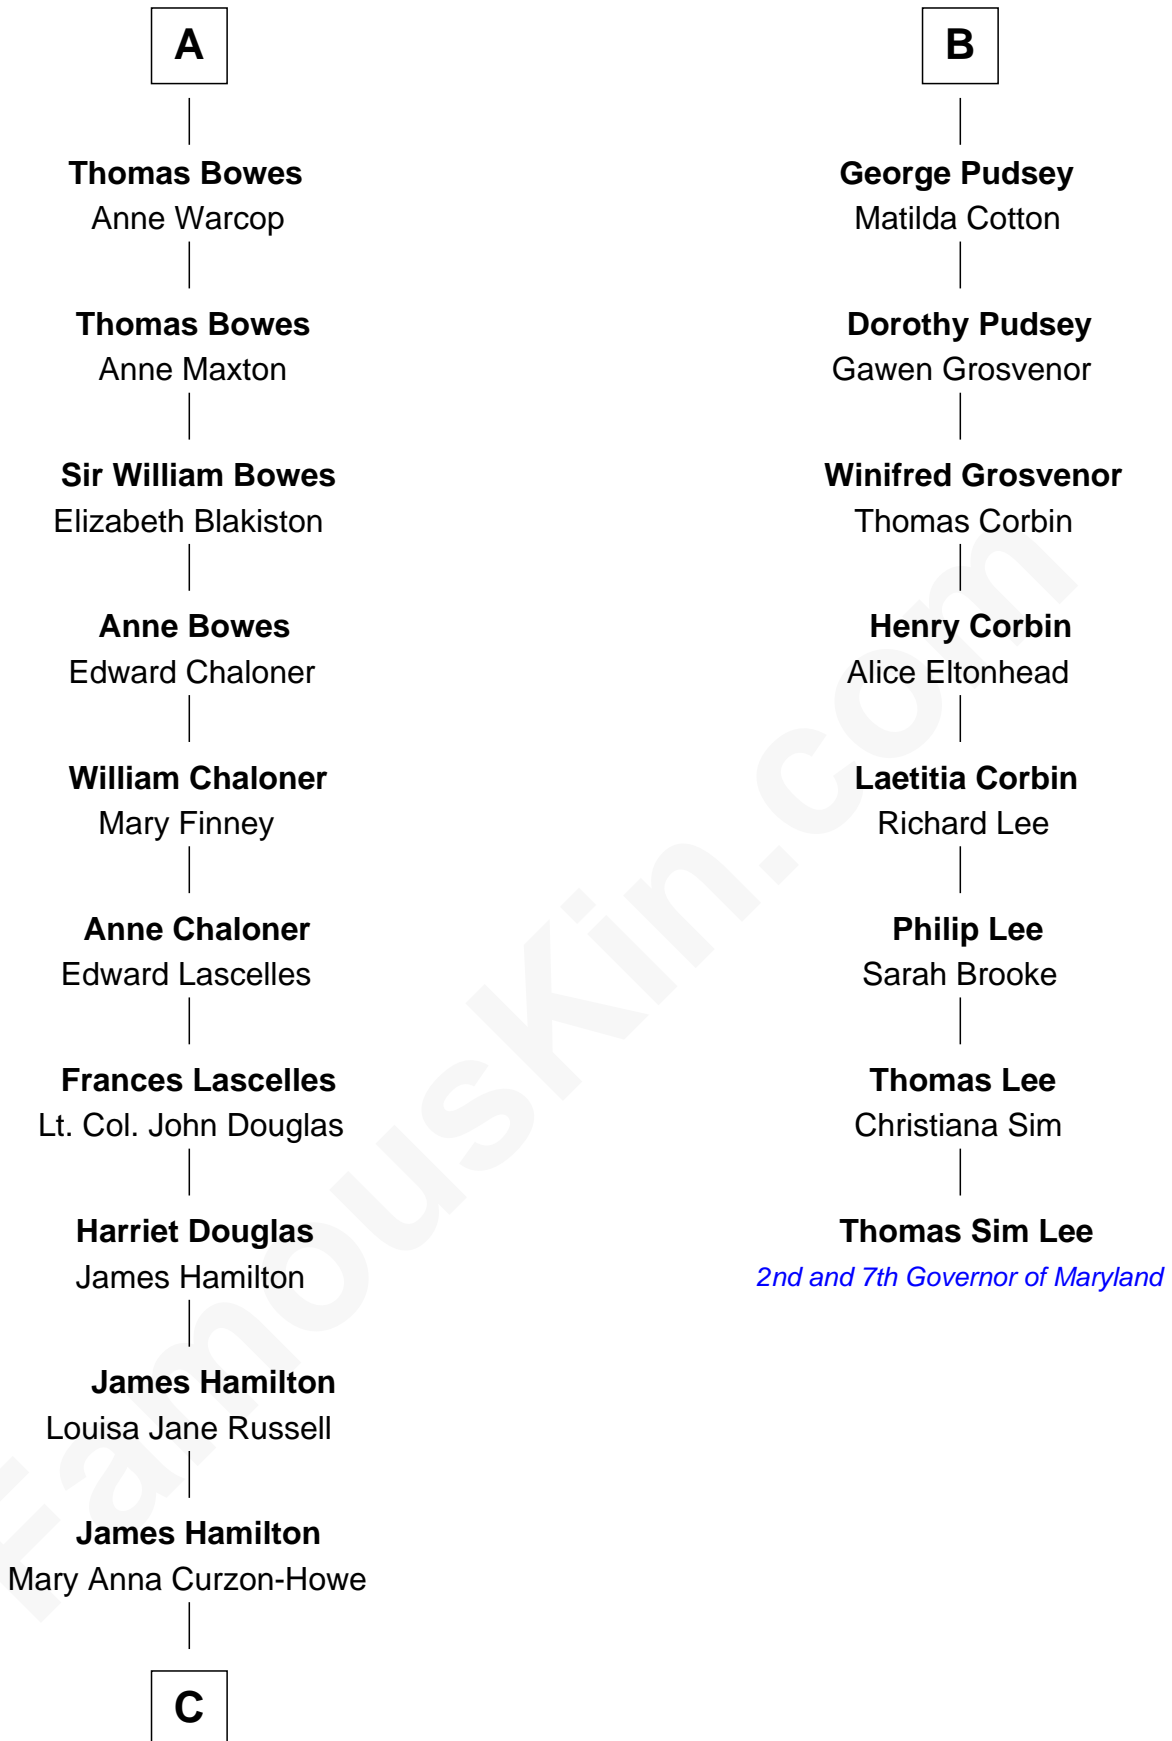 A
Thomas Bowes
Anne Warcop
Thomas Bowes
Anne Maxton
Sir William Bowes
Elizabeth Blakiston
Anne Bowes
Edward Chaloner
William Chaloner
Mary Finney
Anne Chaloner
Edward Lascelles
Frances Lascelles
Lt. Col. John Douglas
Harriet Douglas
James Hamilton
James Hamilton
Louisa Jane Russell
James Hamilton
Mary Anna Curzon-Howe
C
B
George Pudsey
Matilda Cotton
Dorothy Pudsey
Gawen Grosvenor
Winifred Grosvenor
Thomas Corbin
Henry Corbin
Alice Eltonhead
Laetitia Corbin
Richard Lee
Philip Lee
Sarah Brooke
Thomas Lee
Christiana Sim
Thomas Sim Lee
2nd and 7th Governor of Maryland
FamousKin.com